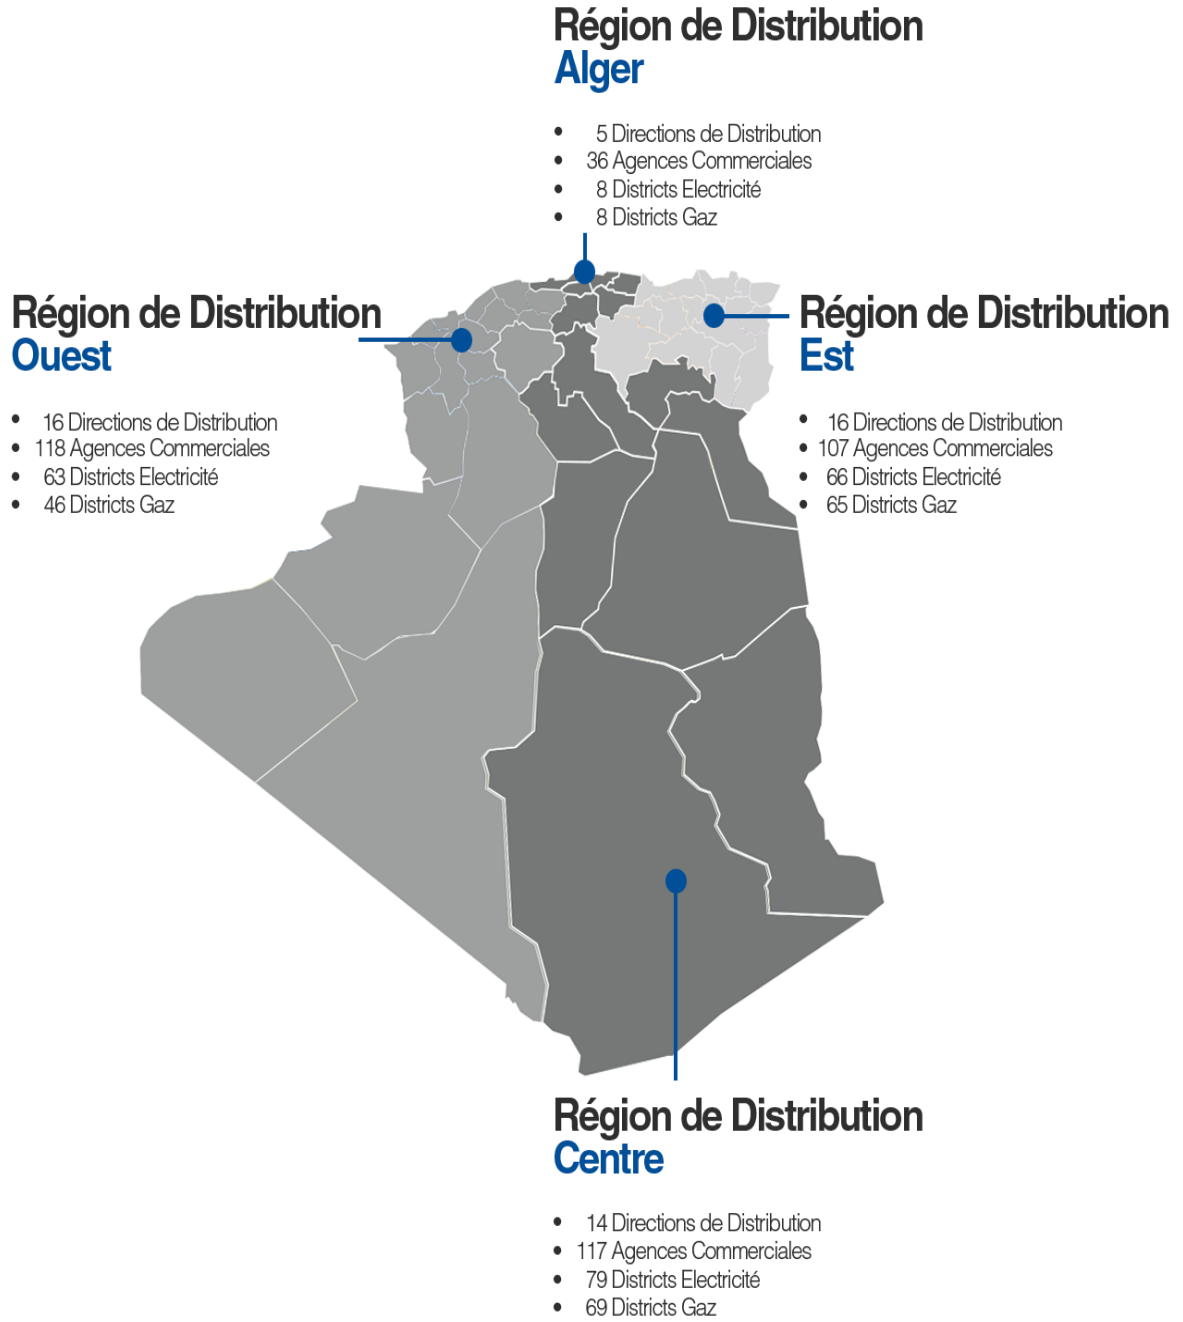 Région de Distribution
Alger
• 5 Directions de Distribution
• 36 Agences Commerciales
• 8 Districts Electricité
• 8 Districts Gaz
Région de Distribution
Ouest
• 16 Directions de Distribution
• 118 Agences Commerciales
• 63 Districts Electricité
• 46 Districts Gaz
Région de Distribution
Est
• 16 Directions de Distribution
• 107 Agences Commerciales
• 66 Districts Electricité
• 65 Districts Gaz
Région de Distribution
Centre
• 14 Directions de Distribution
• 117 Agences Commerciales
• 79 Districts Electricité
• 69 Districts Gaz